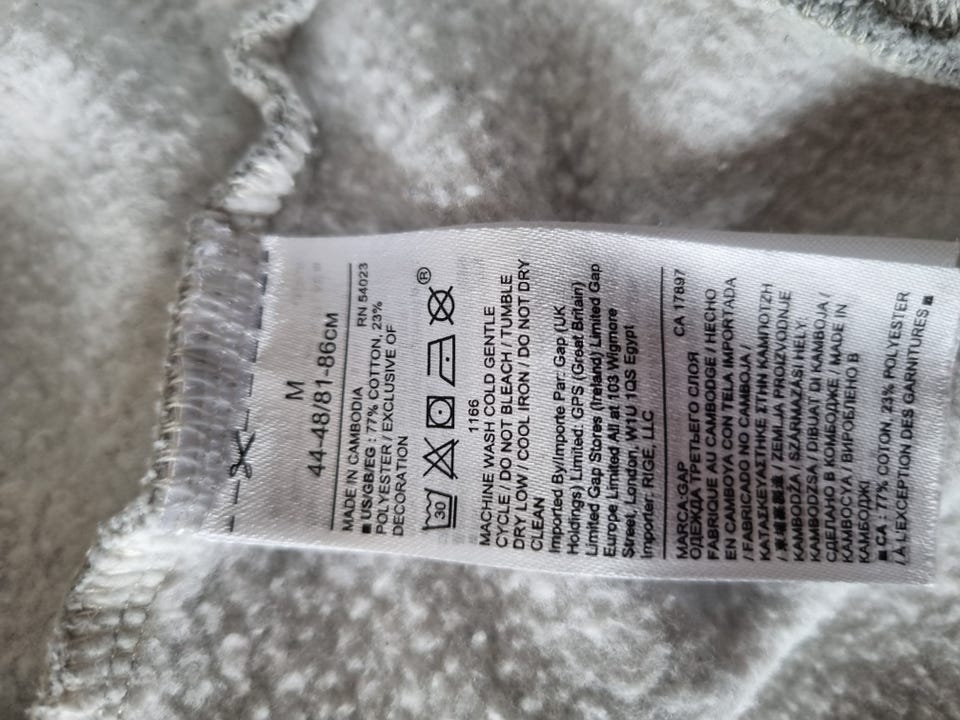 M
44-48/81-86CM
MADE IN CAMBODIA RN 54023
■ US/GB/EG : 77% COTTON, 23%
POLYESTER / EXCLUSIVE OF
DECORATION
30 ®
1166
MACHINE WASH COLD GENTLE
CYCLE / DO NOT BLEACH / TUMBLE
DRY LOW / COOL IRON / DO NOT DRY
CLEAN
Imported By/Importe Par: Gap (UK
Holdings) Limited: GPS (Great Britain)
Limited Gap Stores (Ireland) Limited Gap
Europe Limited All at 103 Wigmore
Street, London, W1U 1QS Egypt
Importer: RIGE, LLC
CA 17897
МARCA:GAP
ОДЕЖДА ТРЕТЬЕГО СЛОЯ
FABRIQUE AU CAMBODGE / HECHO
EN CAMBOYA CON TELA IMPORTADA
/ FABRICADO NO CAMBOJA /
ΚΑΤΑΣΚΕΥΑΣΤΗΚΕ ΣΤΗΝ ΚΑΜΠΟΤΖΗ
/ ZEMLJA PROIZVODNJE
KAMBODŽA / SZÁRMAZÁSI HELY:
KAMBODZSA / DIBUAT DI KAMBOJA /
СДЕЛАНО В КОМБОДЖЕ / MADE IN
KAMBOCYA / ВИРОБЛЕНО В
КАМБОДЖІ
■ CA : 77% COTON, 23% POLYESTER
/ À L'EXCEPTION DES GARNITURES ■